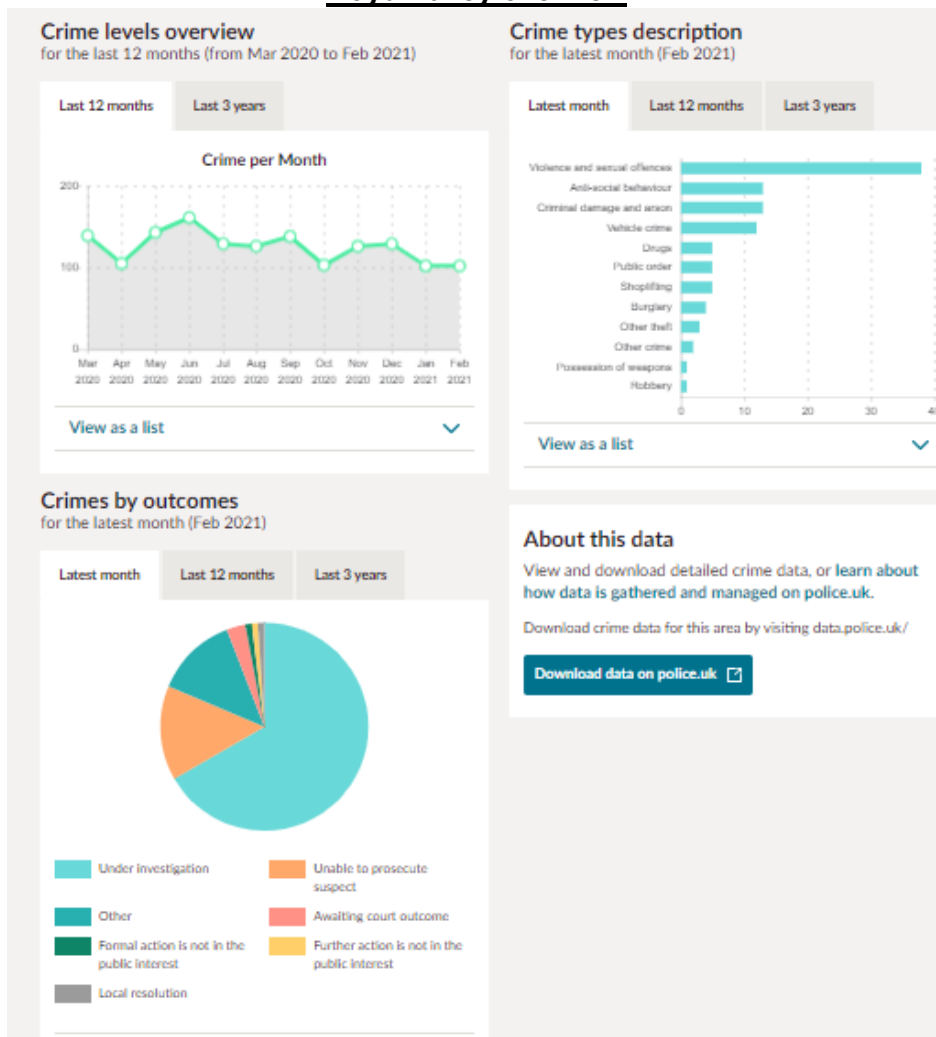 Crime levels overview
for the last 12 months (from Mar 2020 to Feb 2021)
Last 12 months Last 3 years
Crime per Month
200
100
0
Mar Apr May Jun Jul Aug Sep Oct Nov Dec Jan Feb
2020 2020 2020 2020 2020 2020 2020 2020 2020 2020 2021 2021
View as a list
Crime types description
for the latest month (Feb 2021)
Latest month Last 12 months Last 3 years
Violence and sexual offences
Anti-social behaviour
Criminal damage and arson
Vehicle crime
Drugs
Public order
Shoplifting
Burglary
Other theft
Other crime
Possession of weapons
Robbery
0 10 20 30
View as a list
Crimes by outcomes
for the latest month (Feb 2021)
Latest month Last 12 months Last 3 years
Under investigation
Unable to prosecute
suspect
Other
Awaiting court outcome
Formal action is not in the
public interest
Further action is not in the
public interest
Local resolution
About this data
View and download detailed crime data, or learn about
how data is gathered and managed on police.uk.
Download crime data for this area by visiting data.police.uk/
Download data on police.uk